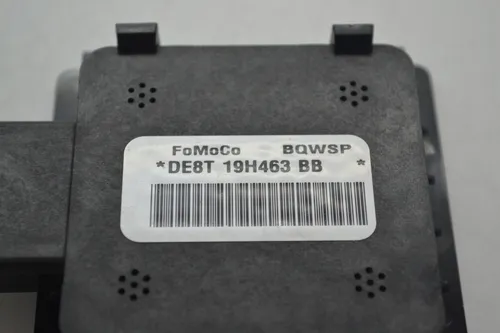 FoMoCo BQWSP
*DE8T 19H463 BB *